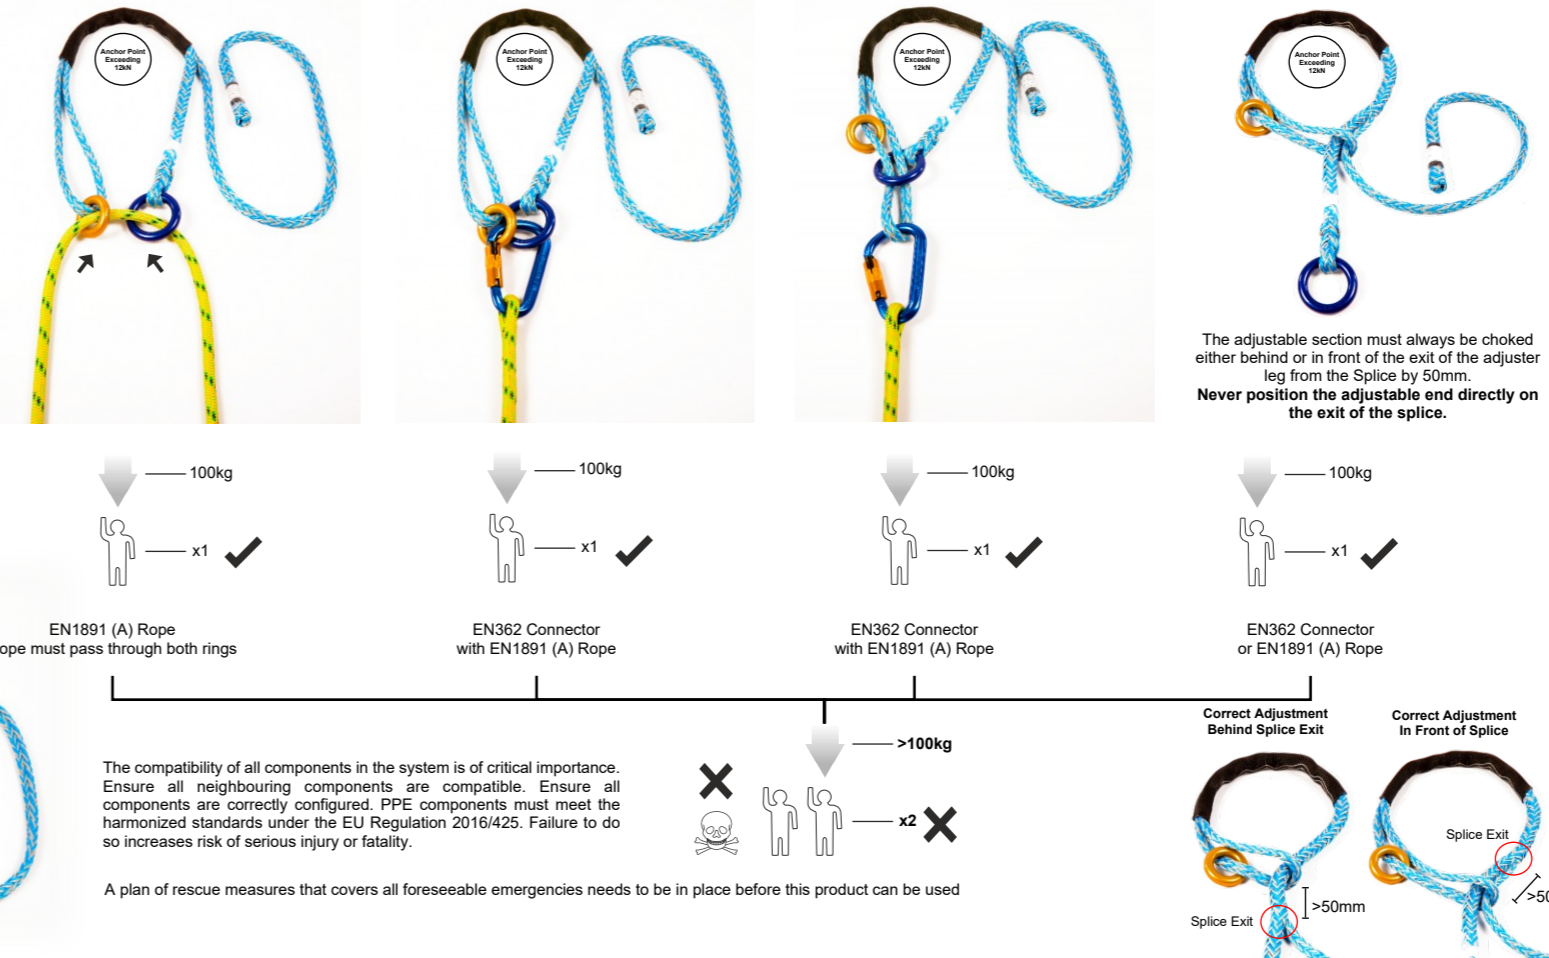 Anchor Point
Exceeding
12kN
Anchor Point
Exceeding
12kN
Anchor Point
Exceeding
12kN
Anchor Point
Exceeding
12kN
The adjustable section must always be choked
either behind or in front of the exit of the adjuster
leg from the Splice by 50mm.
Never position the adjustable end directly on
the exit of the splice.
100kg
100kg
100kg
100kg
x1
x1
x1
x1
EN1891 (A) Rope
ope must pass through both rings
EN362 Connector
with EN1891 (A) Rope
EN362 Connector
with EN1891 (A) Rope
EN362 Connector
or EN1891 (A) Rope
>100kg
x2
The compatibility of all components in the system is of critical importance.
Ensure all neighbouring components are compatible. Ensure all
components are correctly configured. PPE components must meet the
harmonized standards under the EU Regulation 2016/425. Failure to do
so increases risk of serious injury or fatality.
A plan of rescue measures that covers all foreseeable emergencies needs to be in place before this product can be used
Correct Adjustment
Behind Splice Exit
>50mm
Splice Exit
Correct Adjustment
In Front of Splice
Splice Exit
>50